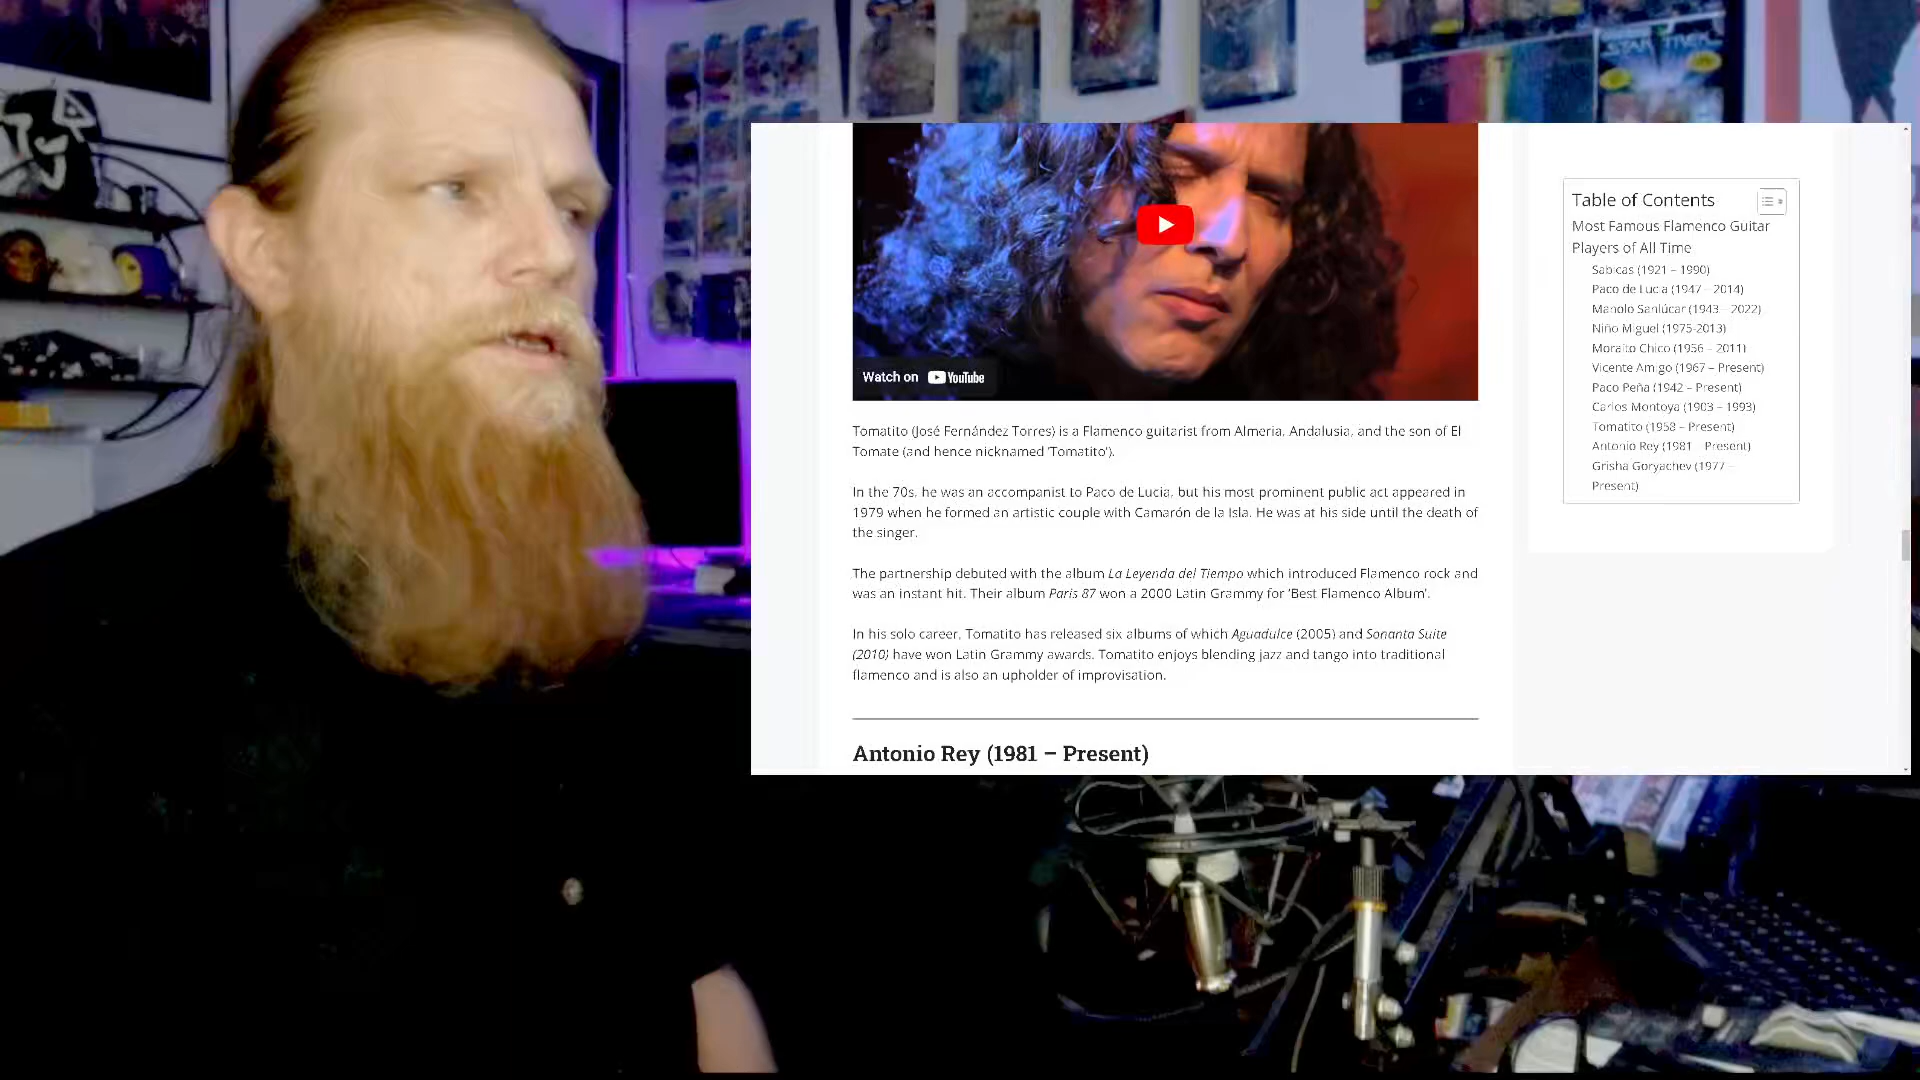 STAR TREK
Watch on YouTube
Tomatito (José Fernández Torres) is a Flamenco guitarist from Almeria, Andalusia, and the son of El
Tomate (and hence nicknamed 'Tomatito').
In the 70s, he was an accompanist to Paco de Lucia, but his most prominent public act appeared in
1979 when he formed an artistic couple with Camarón de la Isla. He was at his side until the death of
the singer.
The partnership debuted with the album La Leyenda del Tiempo which introduced Flamenco rock and
was an instant hit. Their album Paris 87 won a 2000 Latin Grammy for 'Best Flamenco Album'.
In his solo career, Tomatito has released six albums of which Aguadulce (2005) and Sonanta Suite
(2010) have won Latin Grammy awards. Tomatito enjoys blending jazz and tango into traditional
flamenco and is also an upholder of improvisation.
Antonio Rey (1981 – Present)
Table of Contents
Most Famous Flamenco Guitar
Players of All Time
Sabicas (1921 – 1990)
Paco de Lucia (1947 – 2014)
Manolo Sanlúcar (1943 – 2022)
Niño Miguel (1975-2013)
Moraíto Chico (1956 – 2011)
Vicente Amigo (1967 – Present)
Paco Peña (1942 – Present)
Carlos Montoya (1903 – 1993)
Tomatito (1958 – Present)
Antonio Rey (1981 – Present)
Grisha Goryachev (1977 –
Present)